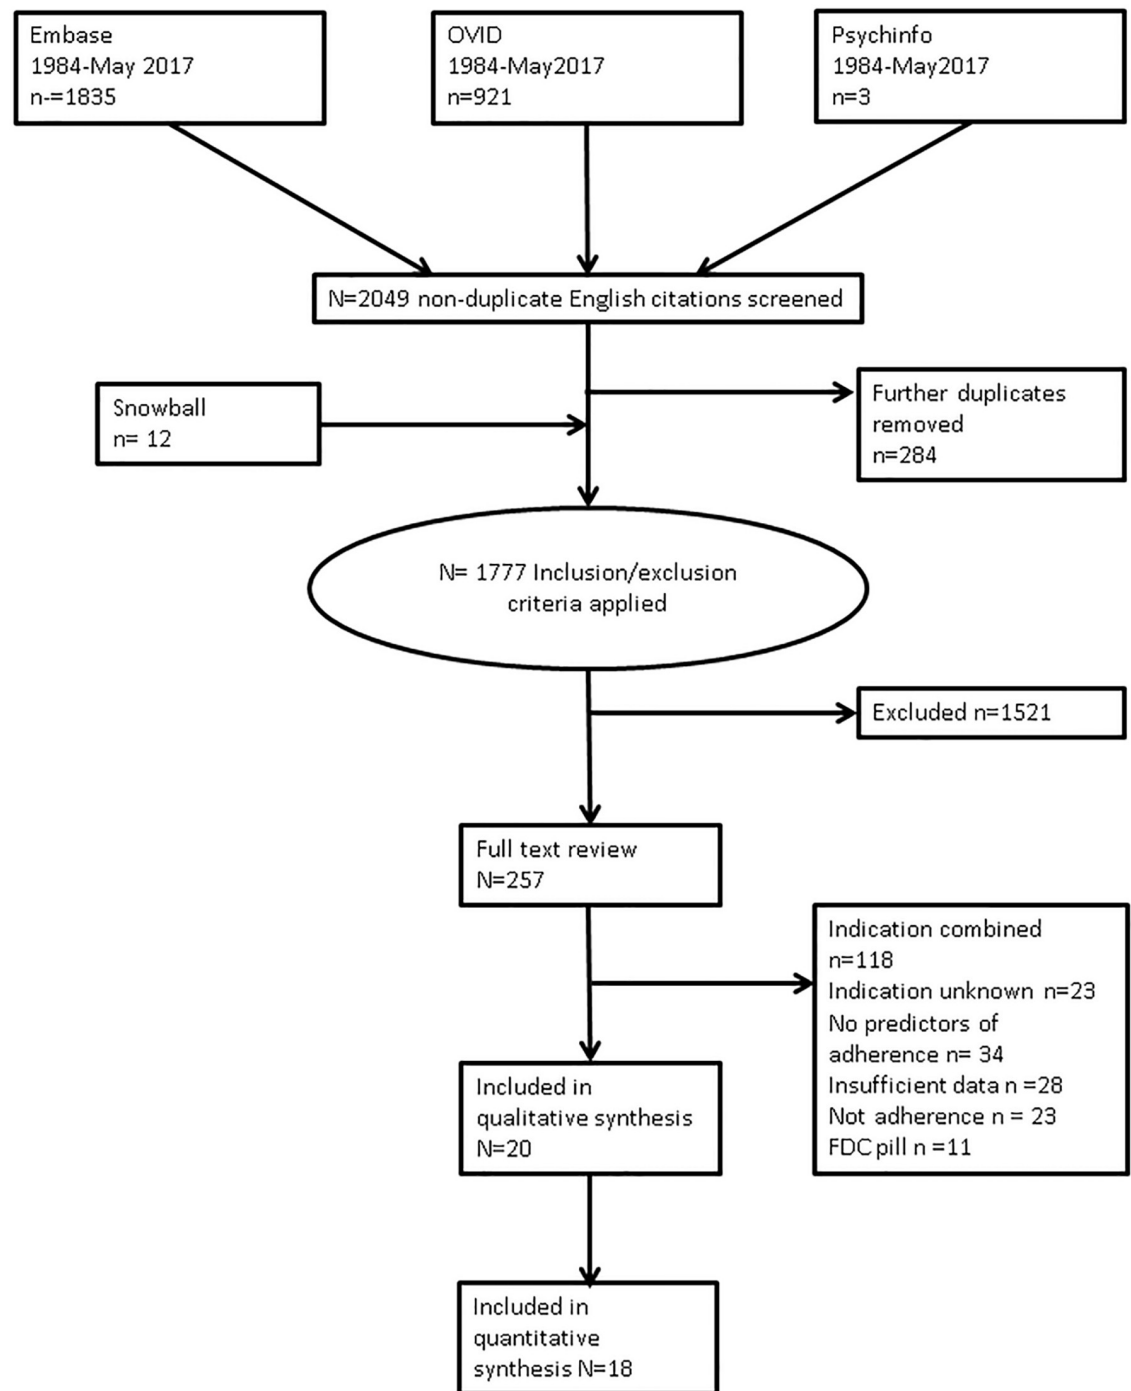 Embase
1984-May 2017
n-=1835
OVID
1984-May2017
n=921
Psychinfo
1984-May2017
n=3
N=2049 non-duplicate English citations screened
Snowball
n= 12
Further duplicates
removed
n=284
N= 1777 Inclusion/exclusion
criteria applied
Excluded n=1521
Full text review
N=257
Indication combined
n=118
Indication unknown n=23
No predictors of
adherence n= 34
Insufficient data n =28
Not adherence n = 23
FDC pill n =11
Included in
qualitative synthesis
N=20
Included in
quantitative
synthesis N=18